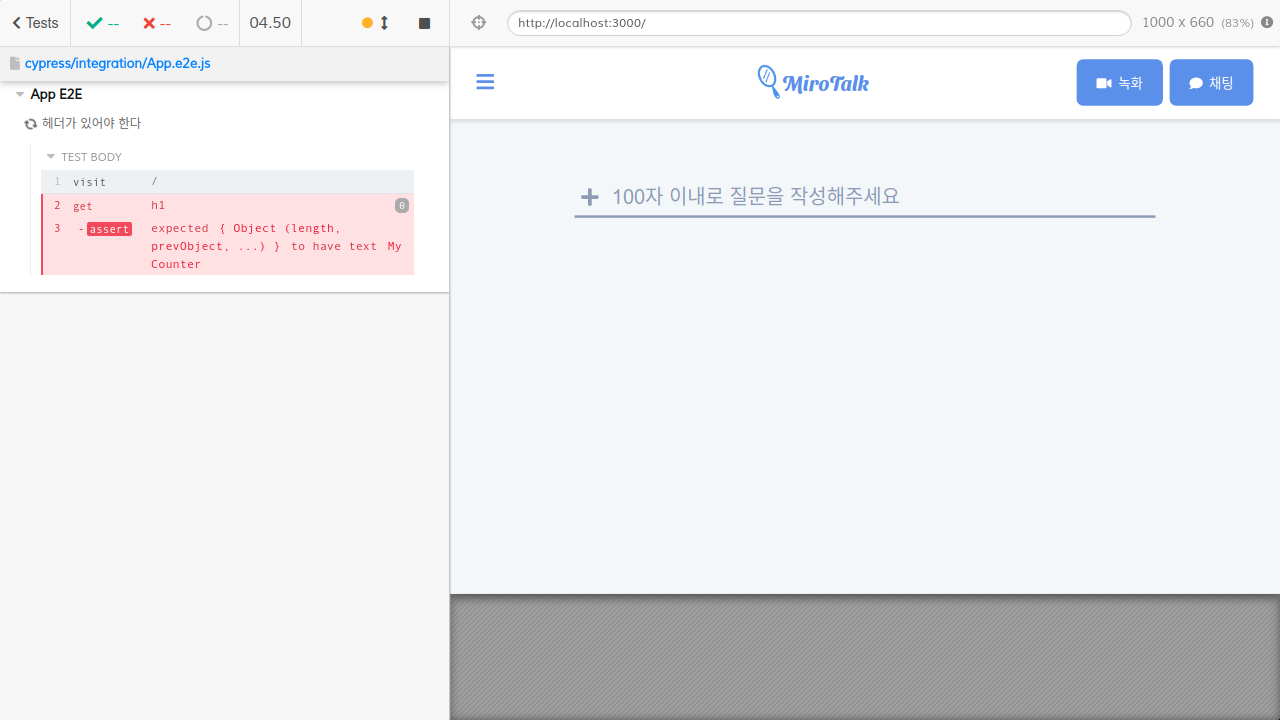 Tests
--
--
--
04.50
http://localhost:3000/
1000 x 660 (83%)
cypress/integration/App.e2e.js
App E2E
헤더가 있어야 한다
TEST BODY
1 visit /
2 get h1 0
3 - assert expected { Object (length,
prevObject, ...) } to have text My
Counter
MiroTalk
녹화
채팅
100자 이내로 질문을 작성해주세요